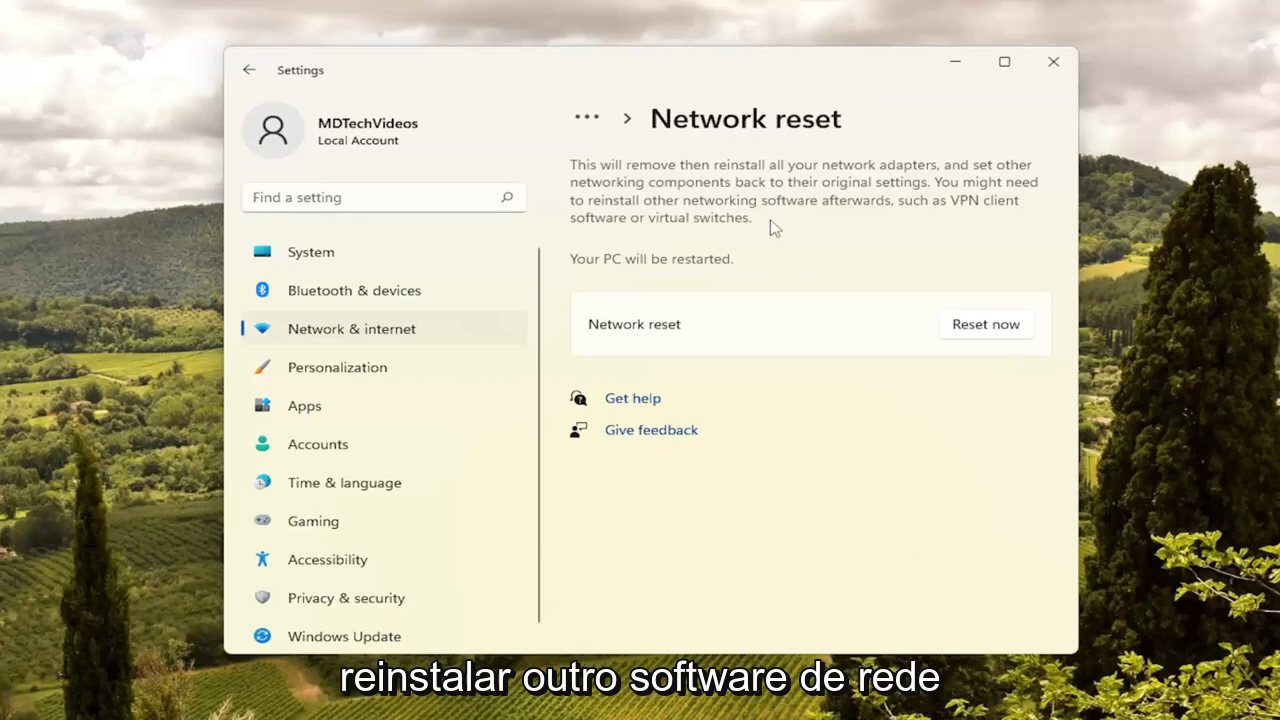 Settings
MDTechVideos
Local Account
Find a setting
System
Bluetooth & devices
Network & internet
Personalization
Apps
Accounts
Time & language
Gaming
Accessibility
Privacy & security
Windows Update
... > Network reset
This will remove then reinstall all your network adapters, and set other
networking components back to their original settings. You might need
to reinstall other networking software afterwards, such as VPN client
software or virtual switches.
Your PC will be restarted.
Network reset
Reset now
Get help
Give feedback
reinstalar outro software de rede